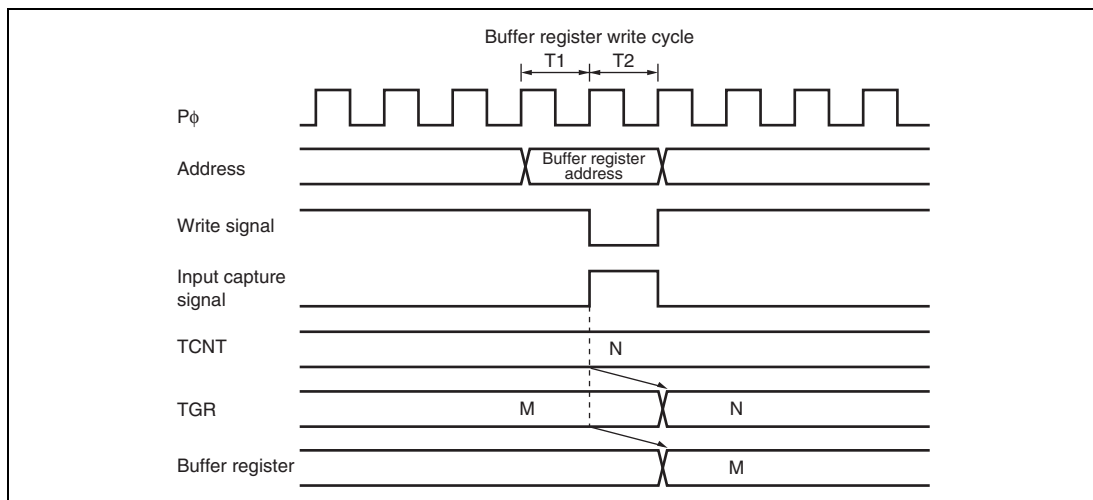 Buffer register write cycle
T1 T2
Pϕ
Address
Buffer register
address
Write signal
Input capture
signal
TCNT
N
TGR
M N
Buffer register
M